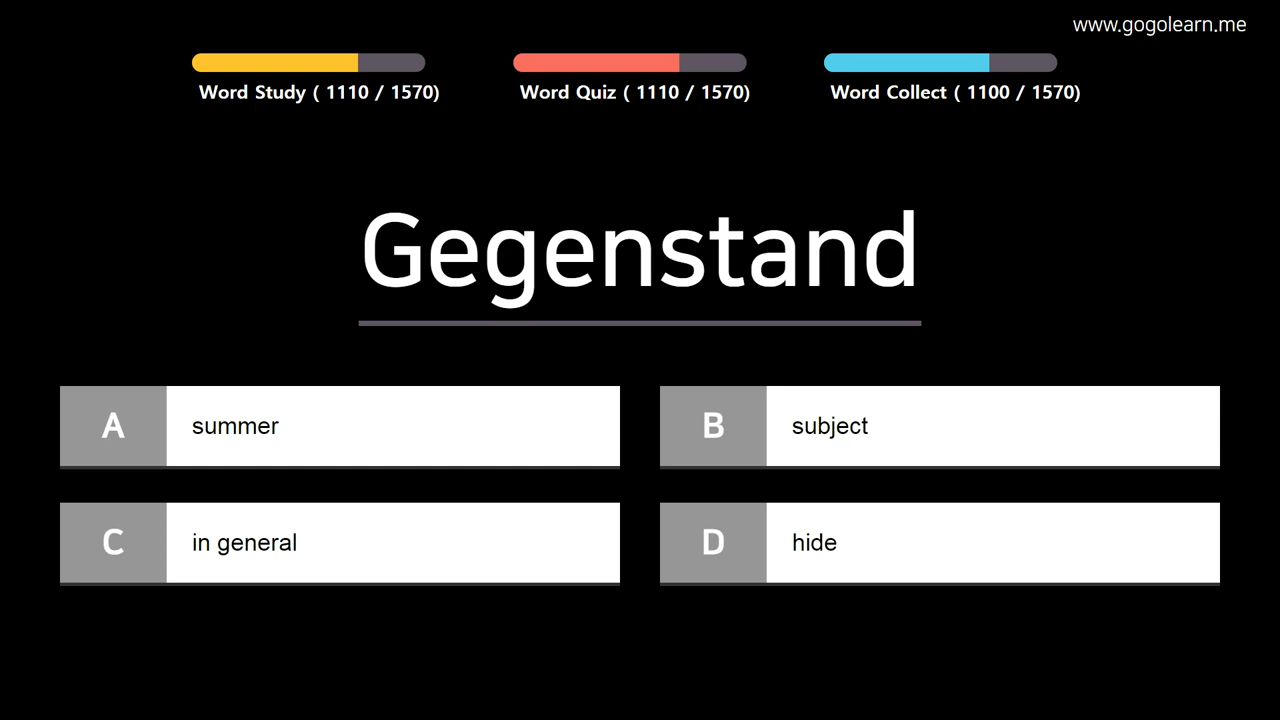 www.gogolearn.me
Word Study ( 1110 / 1570)
Word Quiz ( 1110 / 1570)
Word Collect ( 1100 / 1570)
Gegenstand
A summer
B subject
C in general
D hide